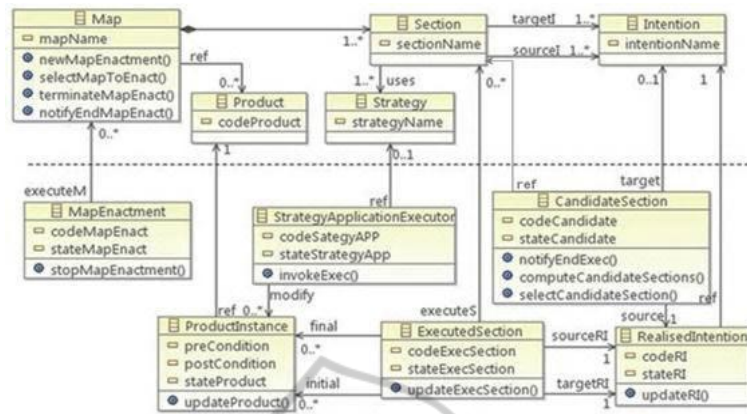 Map
mapName
newMapEnactment()
selectMapToEnact()
terminateMapEnact()
notifyEndMapEnact()
1..*
ref
0..*
Section
sectionName
targetI
1..*
sourceI
1..*
Intention
intentionName
1..*
uses
0..*
0..1
1
Product
codeProduct
Strategy
strategyName
0..*
1
0..1
executeM
ref
ref
target
MapEnactment
codeMapEnact
stateMapEnact
stopMapEnactment()
StrategyApplicationExecutor
codeSategyAPP
stateStrategyApp
invokeExec()
CandidateSection
codeCandidate
stateCandidate
notifyEndExec()
computeCandidateSections()
selectCandidateSection()
modify
ref
0..*
executeS
source
1
ref
ProductInstance
preCondition
postCondition
stateProduct
updateProduct()
final
0..*
initial
0..*
ExecutedSection
codeExecSection
stateExecSection
updateExecSection()
sourceRI
1
targetRI
1
RealisedIntention
codeRI
stateRI
updateRI()